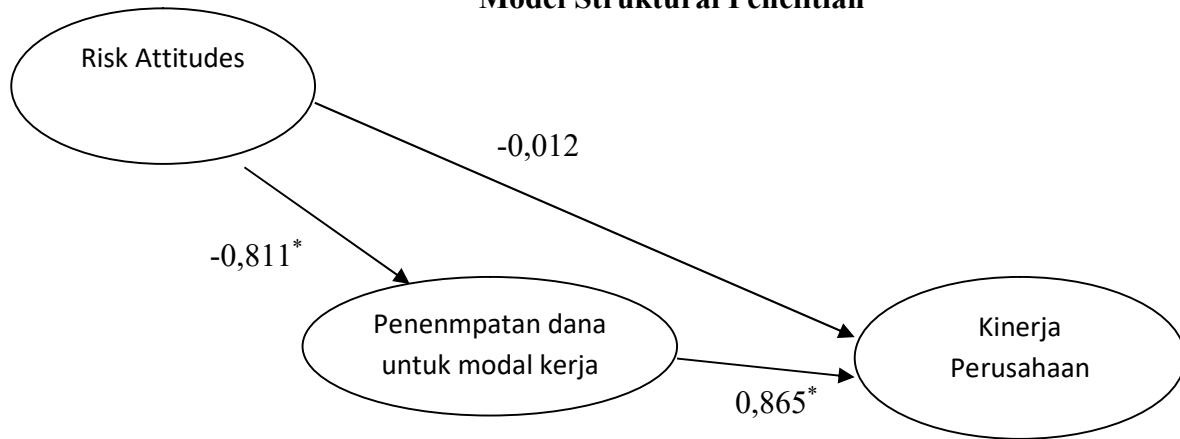 Model Struktural Penelitian
Risk Attitudes
-0,012
-0,811*
Penenmpatan dana
untuk modal kerja
Kinerja
Perusahaan
0,865*